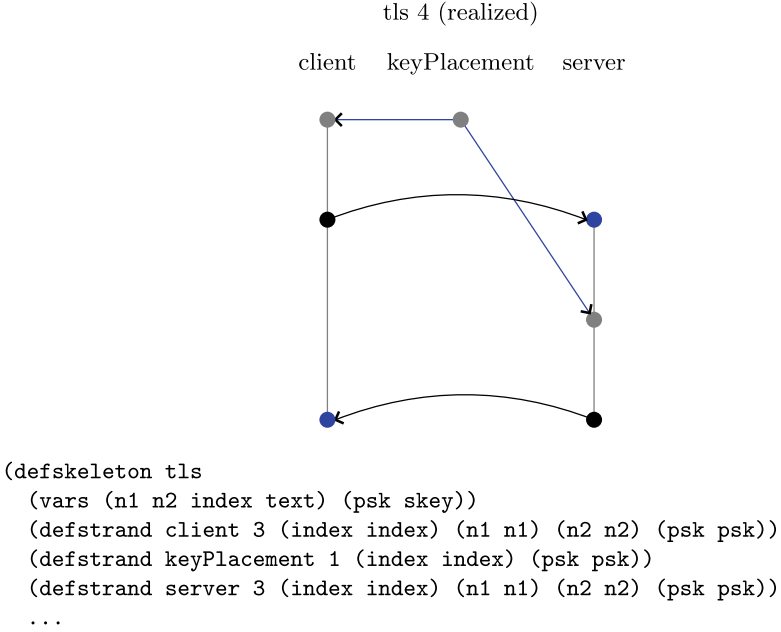 tls 4 (realized)
client keyPlacement server
(defskeleton tls
  (vars (n1 n2 index text) (psk skey))
  (defstrand client 3 (index index) (n1 n1) (n2 n2) (psk psk))
  (defstrand keyPlacement 1 (index index) (psk psk))
  (defstrand server 3 (index index) (n1 n1) (n2 n2) (psk psk))
  ...